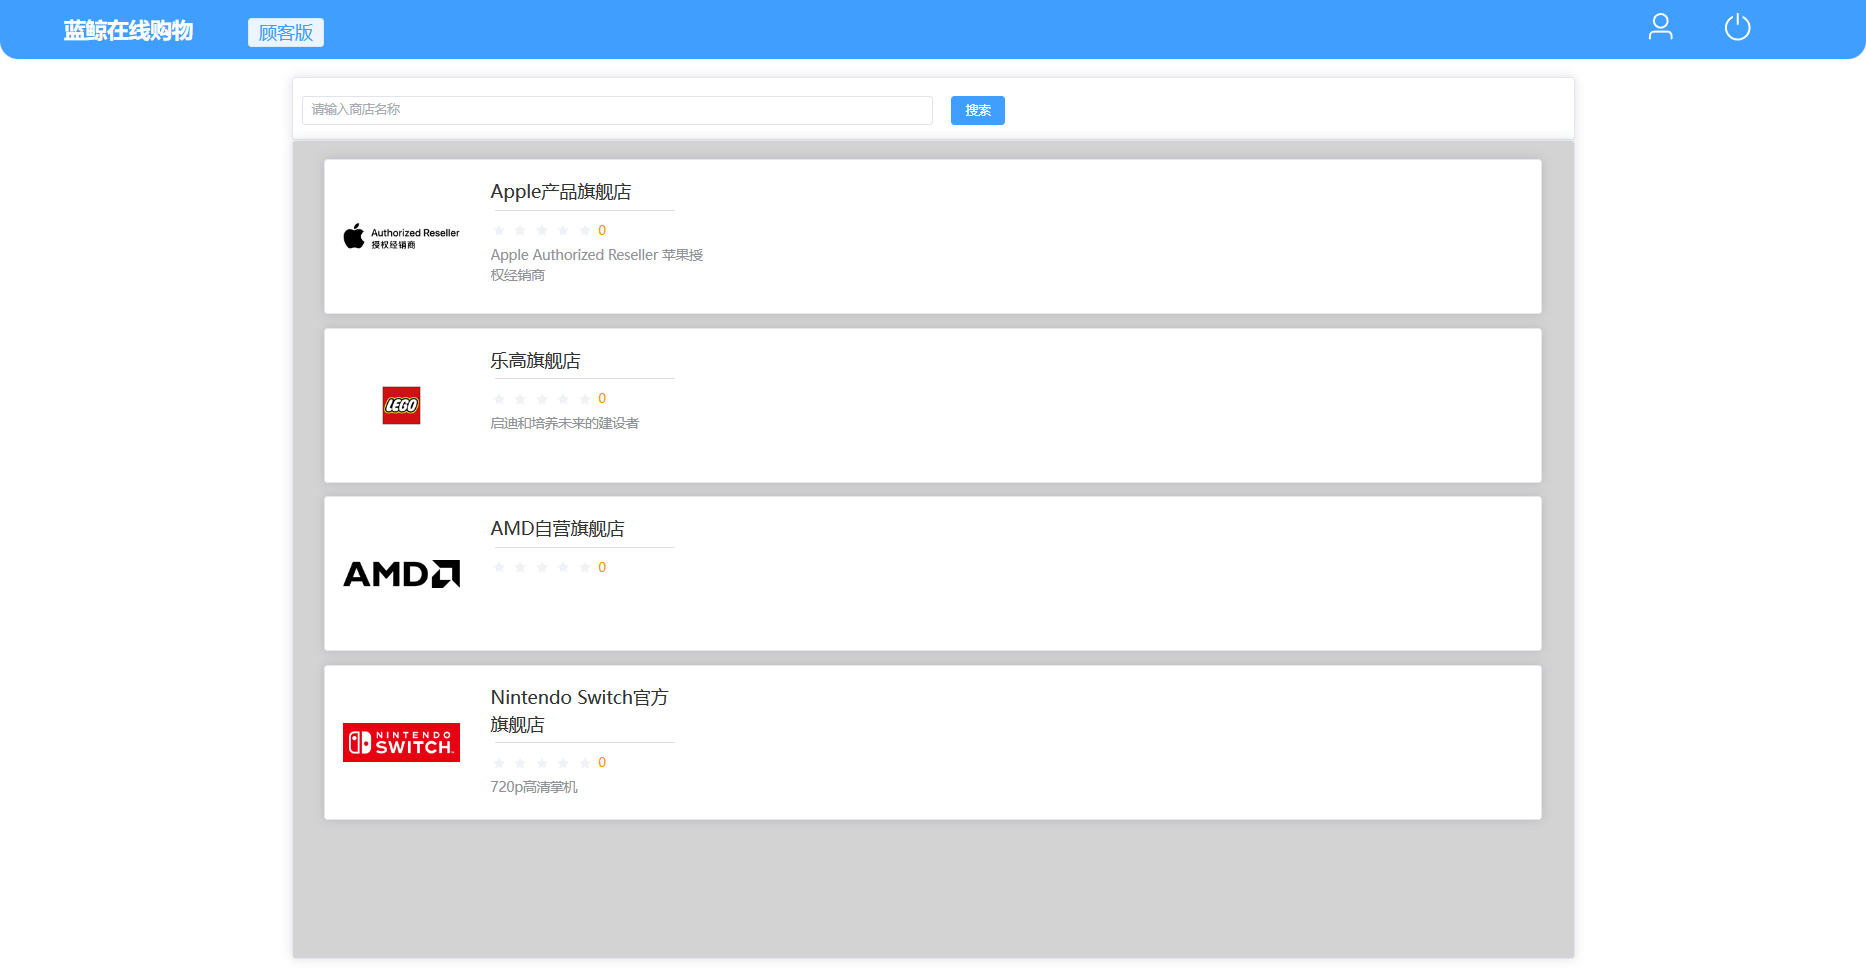 蓝鲸在线购物
顾客版
请输入商店名称
搜索
Apple产品旗舰店
Authorized Reseller
授权经销商
0
Apple Authorized Reseller 苹果授
权经销商
乐高旗舰店
LEGO
0
启迪和培养未来的建设者
AMD自营旗舰店
AMD
0
Nintendo Switch官方
旗舰店
NINTENDO
SWITCH.
0
720p高清掌机